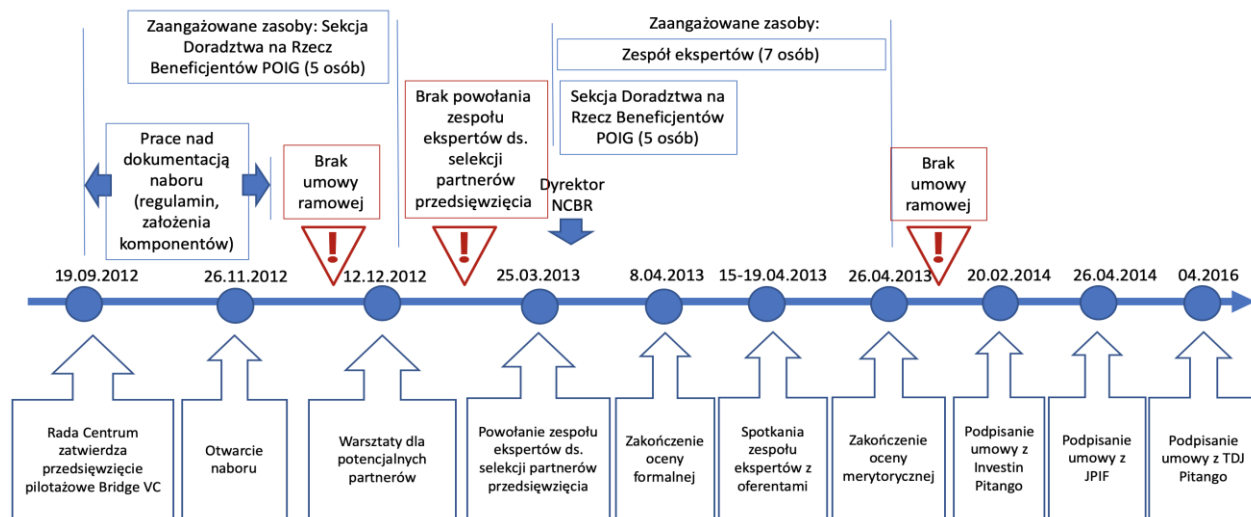 Zaangażowane zasoby: Sekcja
Doradztwa na Rzecz
Beneficjentów POIG (5 osób)
Zaangażowane zasoby:
Zespół ekspertów (7 osób)
Sekcja Doradztwa na
Rzecz Beneficjentów
POIG (5 osób)
Prace nad
dokumentacją
naboru
(regulamin,
założenia
komponentów)
Brak
umowy
ramowej
!
Brak powołania
zespołu
ekspertów ds.
selekcji
partnerów
przedsięwzięcia
!
Dyrektor
NCBR
Brak
umowy
ramowej
!
19.09.2012
26.11.2012
12.12.2012
25.03.2013
8.04.2013
15-19.04.2013
26.04.2013
20.02.2014
26.04.2014
04.2016
Rada Centrum
zatwierdza
przedsięwzięcie
pilotażowe Bridge VC
Otwarcie
naboru
Warsztaty dla
potencjalnych
partnerów
Powołanie zespołu
ekspertów ds.
selekcji partnerów
przedsięwzięcia
Zakończenie
oceny
formalnej
Spotkania
zespołu
ekspertów z
oferentami
Zakończenie
oceny
merytorycznej
Podpisanie
umowy z
Investin
Pitango
Podpisanie
umowy z
JPIF
Podpisanie
umowy z TDJ
Pitango